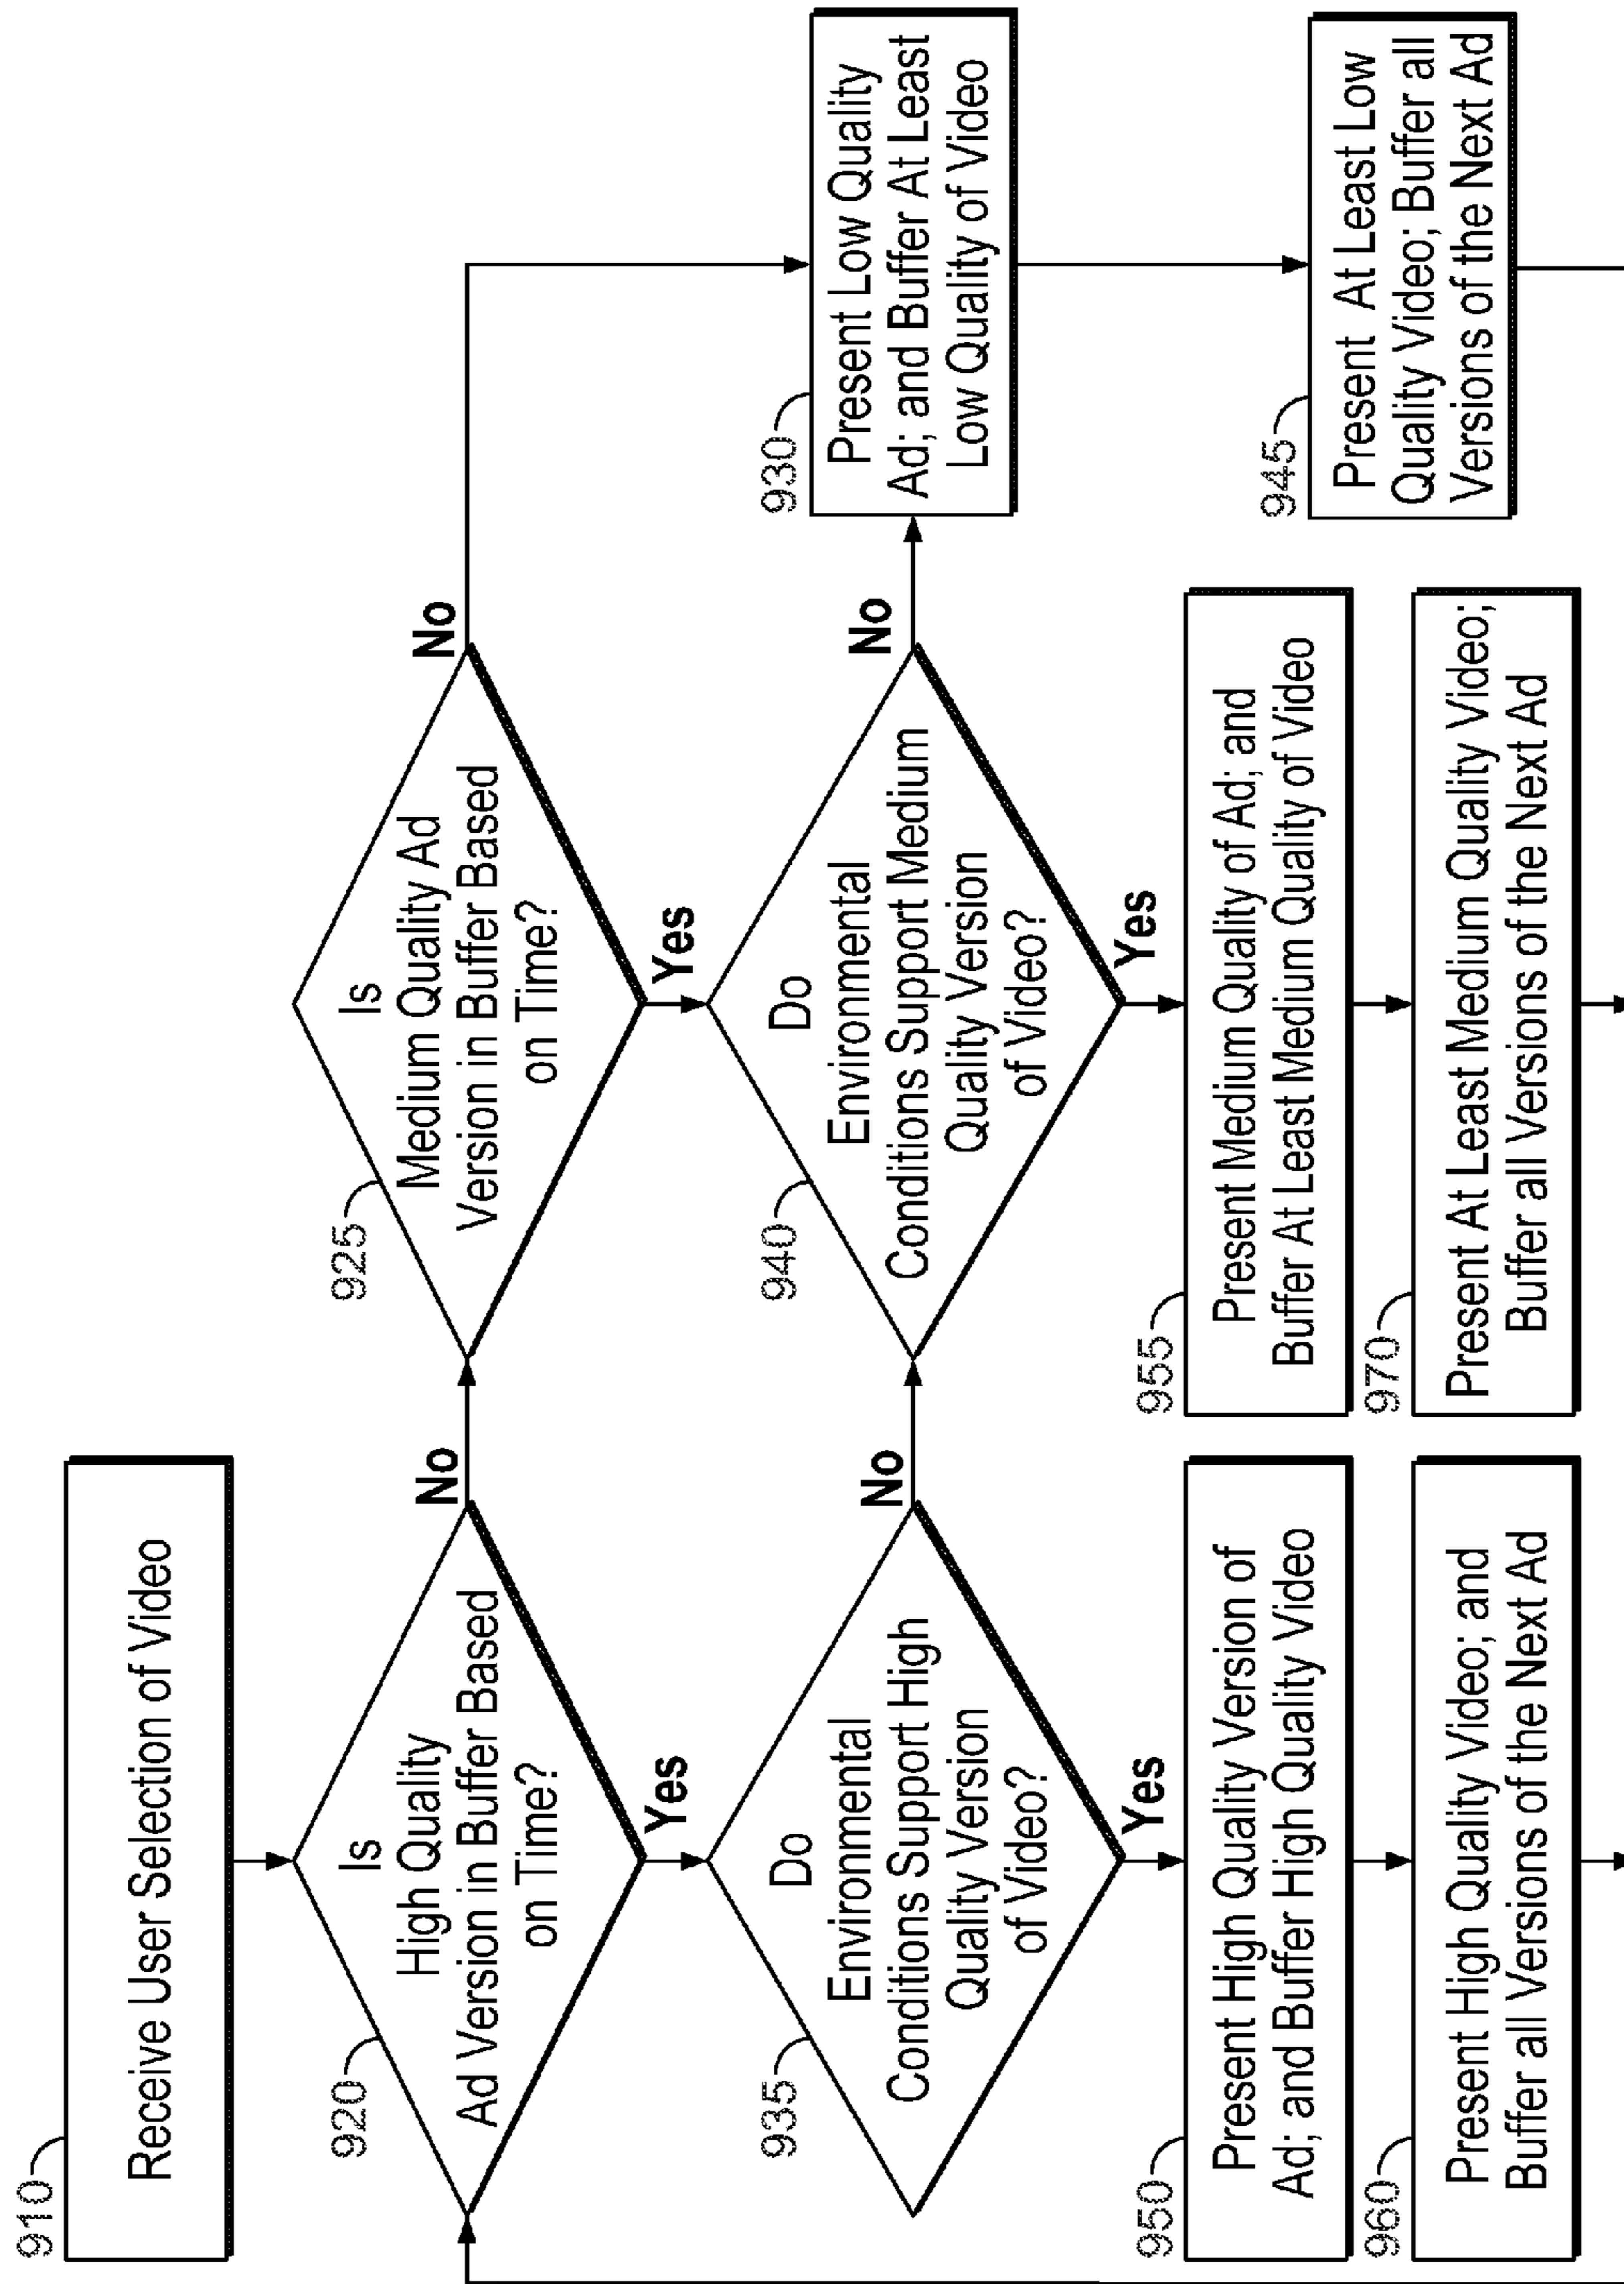 910
Receive User Selection of Video
920
Is
High Quality
Ad Version in Buffer Based
on Time?
No
Yes
925
Is
Medium Quality Ad
Version in Buffer Based
on Time?
No
Yes
935
Do
Environmental
Conditions Support High
Quality Version
of Video?
No
Yes
940
Do
Environmental
Conditions Support Medium
Quality Version
of Video?
No
Yes
930
Present Low Quality
Ad; and Buffer At Least
Low Quality of Video
950
Present High Quality Version of
Ad; and Buffer High Quality Video
955
Present Medium Quality of Ad; and
Buffer At Least Medium Quality of Video
945
Present At Least Low
Quality Video; Buffer all
Versions of the Next Ad
960
Present High Quality Video; and
Buffer all Versions of the Next Ad
970
Present At Least Medium Quality Video;
Buffer all Versions of the Next Ad